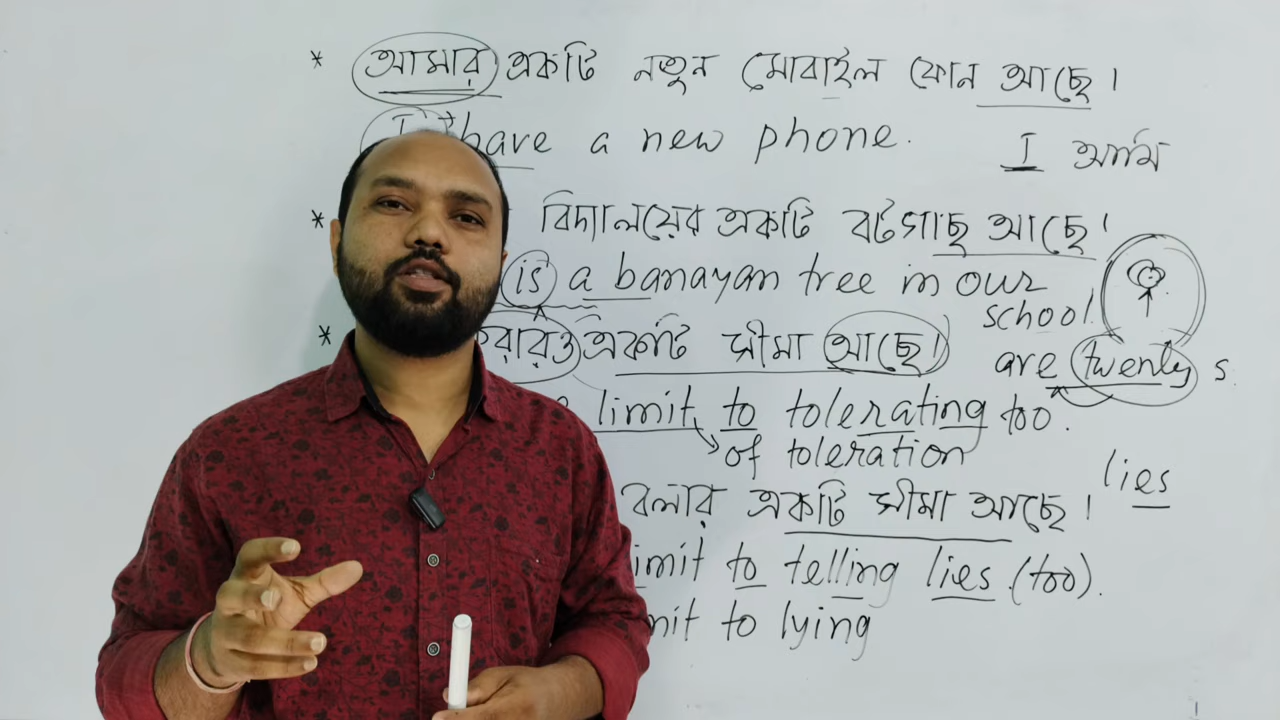 * আমার একটি নতুন মোবাইল ফোন আছে।
I have a new phone.
I আমি
* বিদ্যালয়ের একটি বটগাছ আছে।
is a banayan tree in our
school.
* করারও একটি সীমা আছে।
are twenty s.
limit to tolerating too.
of toleration
lies
বলার একটি সীমা আছে।
limit to telling lies (too).
to lying